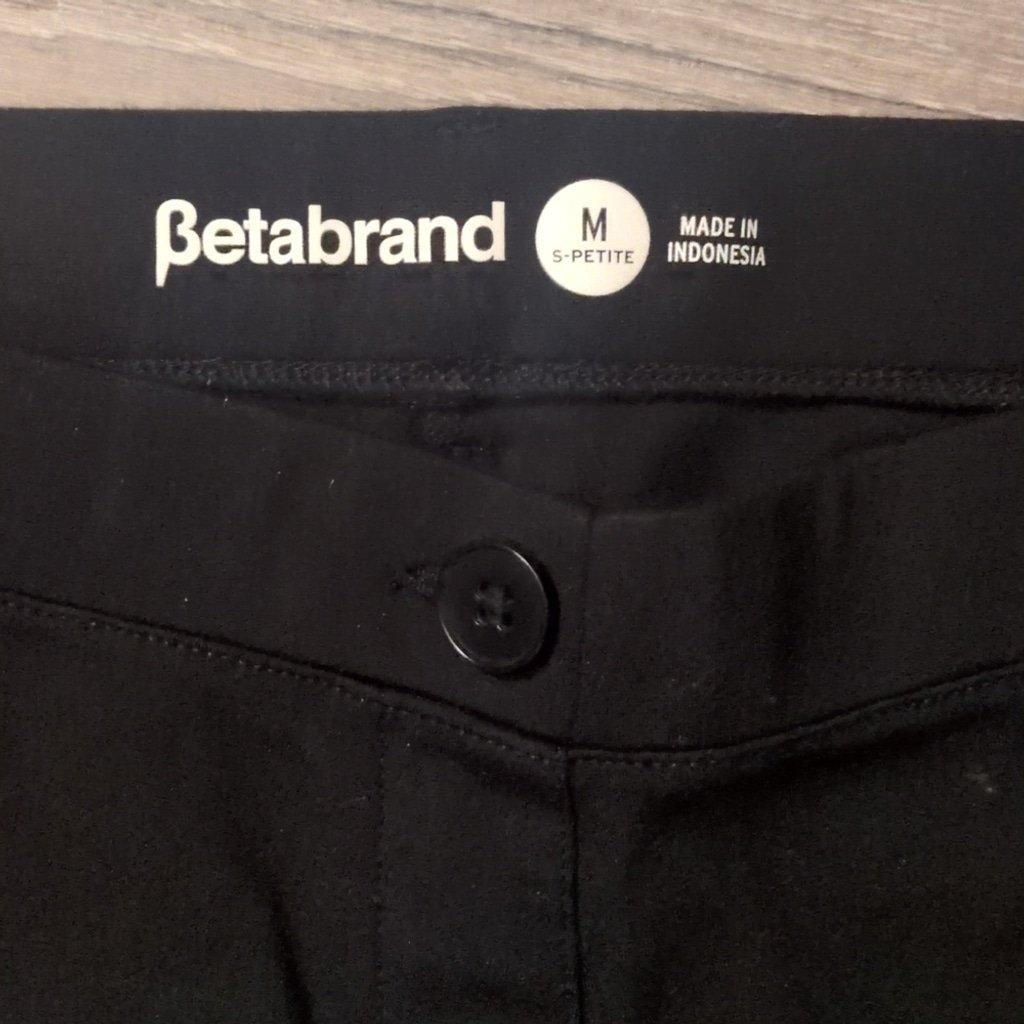 βetabrand
M
S-PETITE
MADE IN
INDONESIA